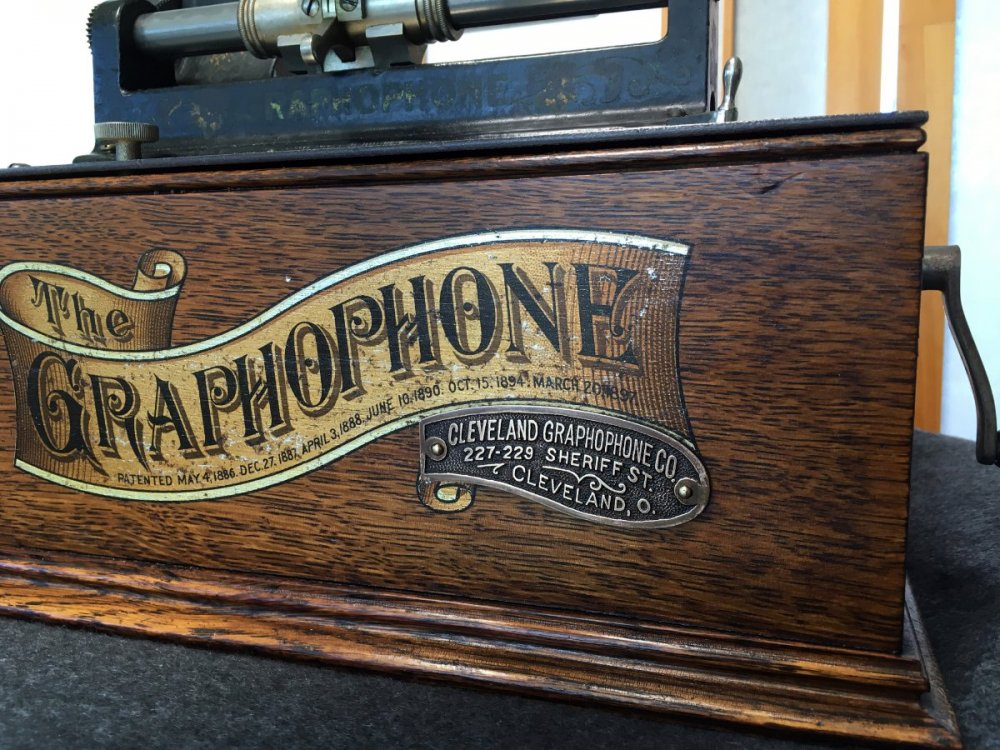 GRAPHOPHONE
The
GRAPHOPHONE
PATENTED MAY 4, 1886. DEC. 27. 1887. APRIL 3, 1888. JUNE 10, 1890. OCT. 15. 1894. MARCH 20, 1897
CLEVELAND GRAPHOPHONE CO
227-229 SHERIFF ST.
CLEVELAND, O.